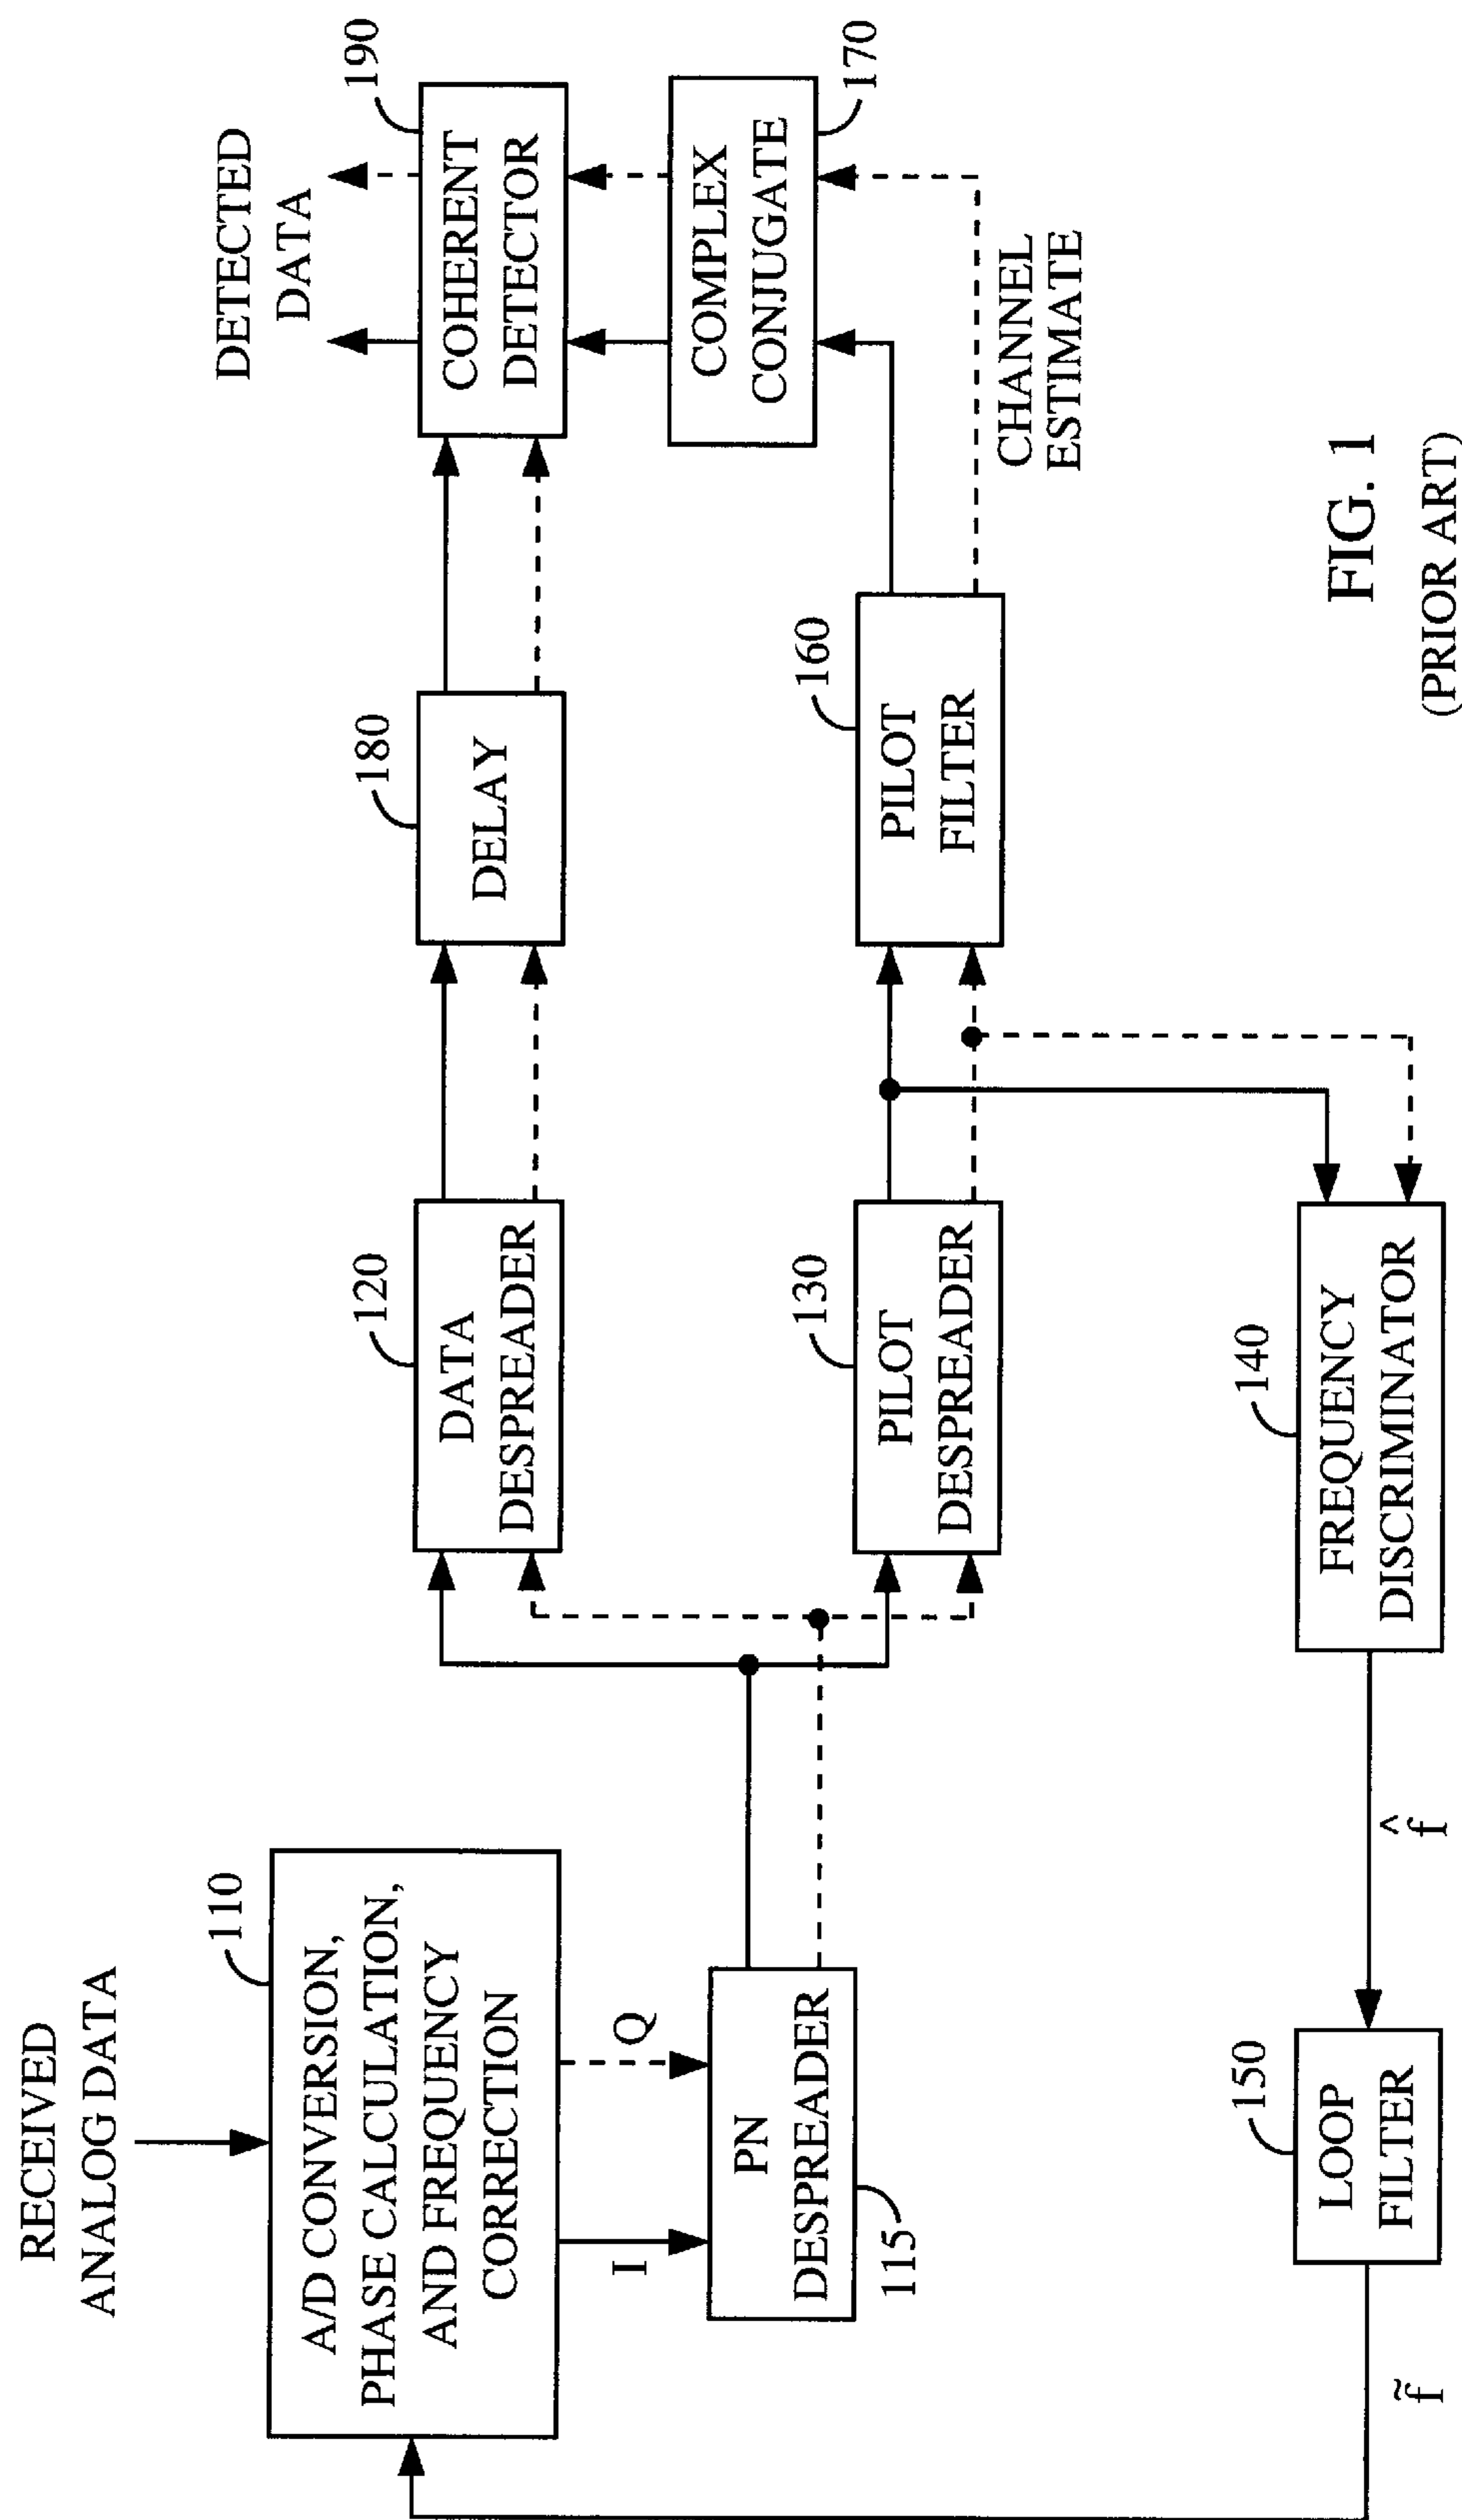 RECEIVED
ANALOG DATA
110
A/D CONVERSION,
PHASE CALCULATION,
AND FREQUENCY
CORRECTION
I
Q
PN
DESPREADER
115
120
DATA
DESPREADER
130
PILOT
DESPREADER
140
FREQUENCY
DISCRIMINATOR
f̂
150
LOOP
FILTER
f̃
180
DELAY
160
PILOT
FILTER
CHANNEL
ESTIMATE
170
COMPLEX
CONJUGATE
190
COHERENT
DETECTOR
DETECTED
DATA
FIG. 1
(PRIOR ART)